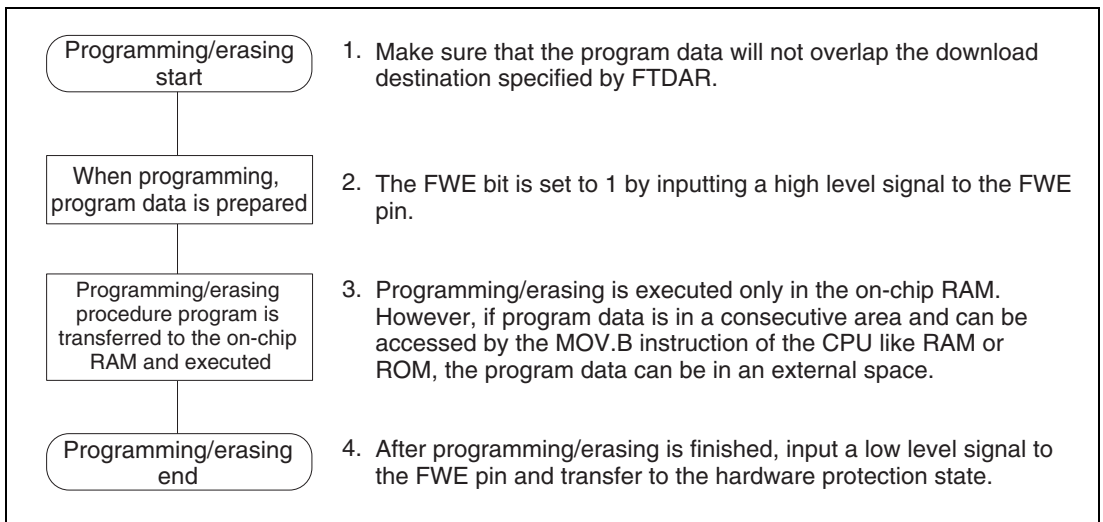 Programming/erasing
start
1. Make sure that the program data will not overlap the download
destination specified by FTDAR.
When programming,
program data is prepared
2. The FWE bit is set to 1 by inputting a high level signal to the FWE
pin.
Programming/erasing
procedure program is
transferred to the on-chip
RAM and executed
3. Programming/erasing is executed only in the on-chip RAM.
However, if program data is in a consecutive area and can be
accessed by the MOV.B instruction of the CPU like RAM or
ROM, the program data can be in an external space.
Programming/erasing
end
4. After programming/erasing is finished, input a low level signal to
the FWE pin and transfer to the hardware protection state.